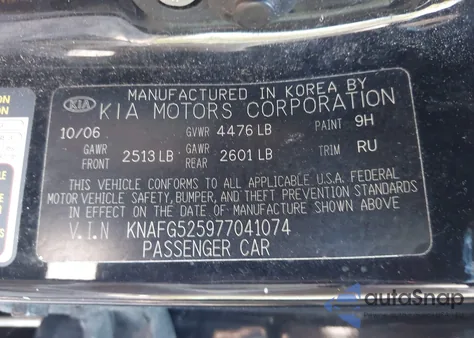 MANUFACTURED IN KOREA BY
KIA KIA MOTORS CORPORATION
10/06 GVWR 4476 LB PAINT 9H
GAWR FRONT 2513 LB GAWR REAR 2601 LB TRIM RU
THIS VEHICLE CONFORMS TO ALL APPLICABLE U.S.A. FEDERAL
MOTOR VEHICLE SAFETY, BUMPER, AND THEFT PREVENTION STANDARDS
IN EFFECT ON THE DATE OF MANUFACTURE SHOWN ABOVE
V.I.N KNAFG525977041074
PASSENGER CAR
autoSnap